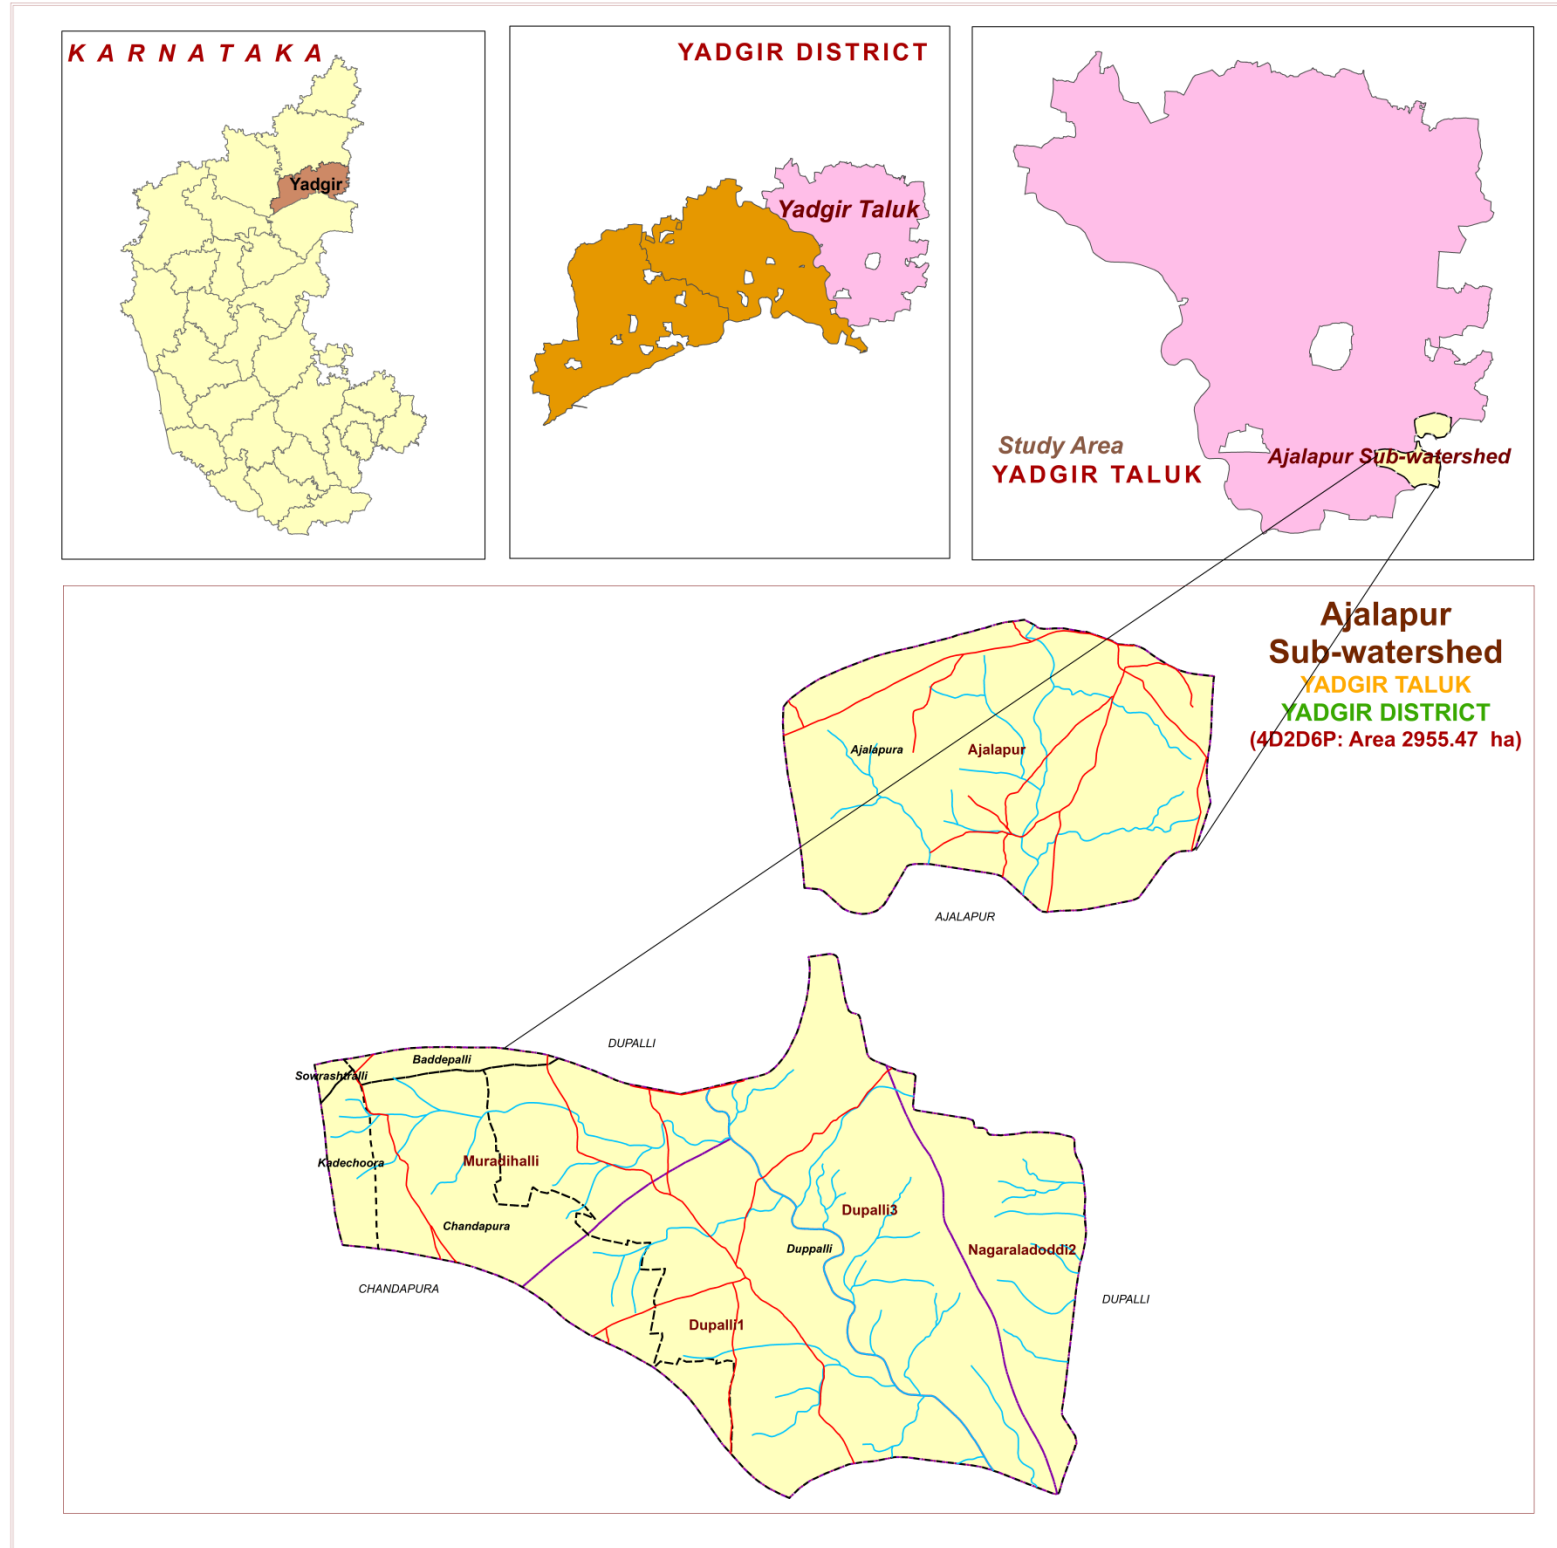 K A R N A T A K A
Yadgir
YADGIR DISTRICT
Yadgir Taluk
Study Area
YADGIR TALUK
Ajalapur Sub-watershed
Ajalapur
Sub-watershed
YADGIR TALUK
YADGIR DISTRICT
(4D2D6P: Area 2955.47 ha)
Ajalapura
Ajalapur
AJALAPUR
DUPALLI
Baddepalli
Sowrashtralli
Kadechoora
Muradihalli
Chandapura
Dupalli3
Duppalli
Nagaraladoddi2
CHANDAPURA
DUPALLI
Dupalli1